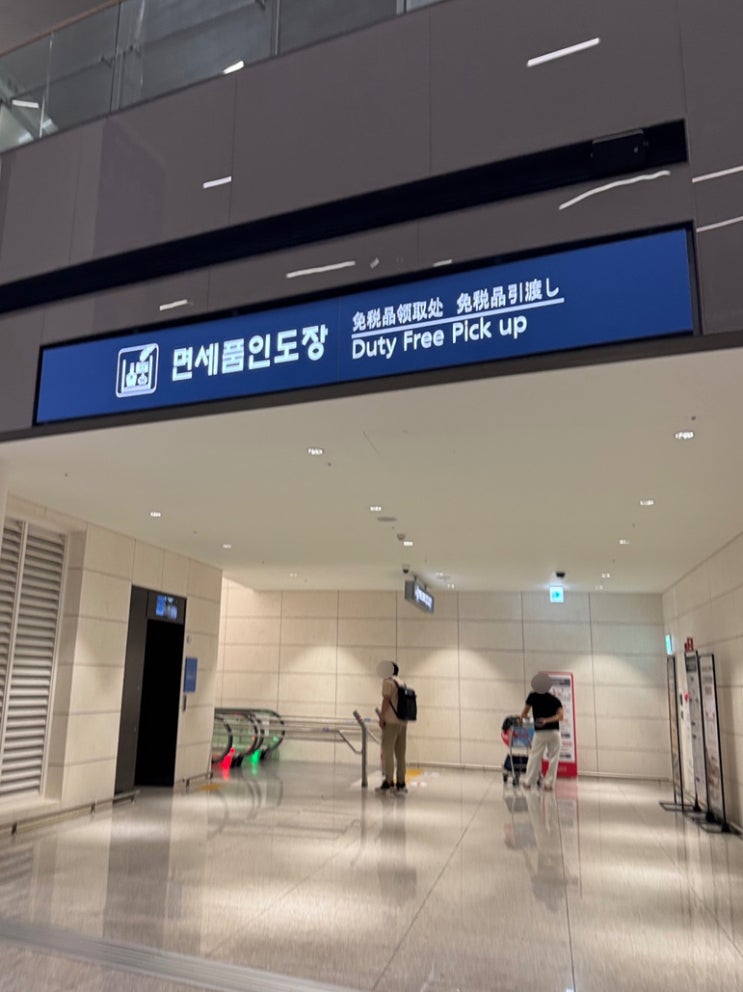 면세품인도장
免税品领取处 免税品引渡し
Duty Free Pick up